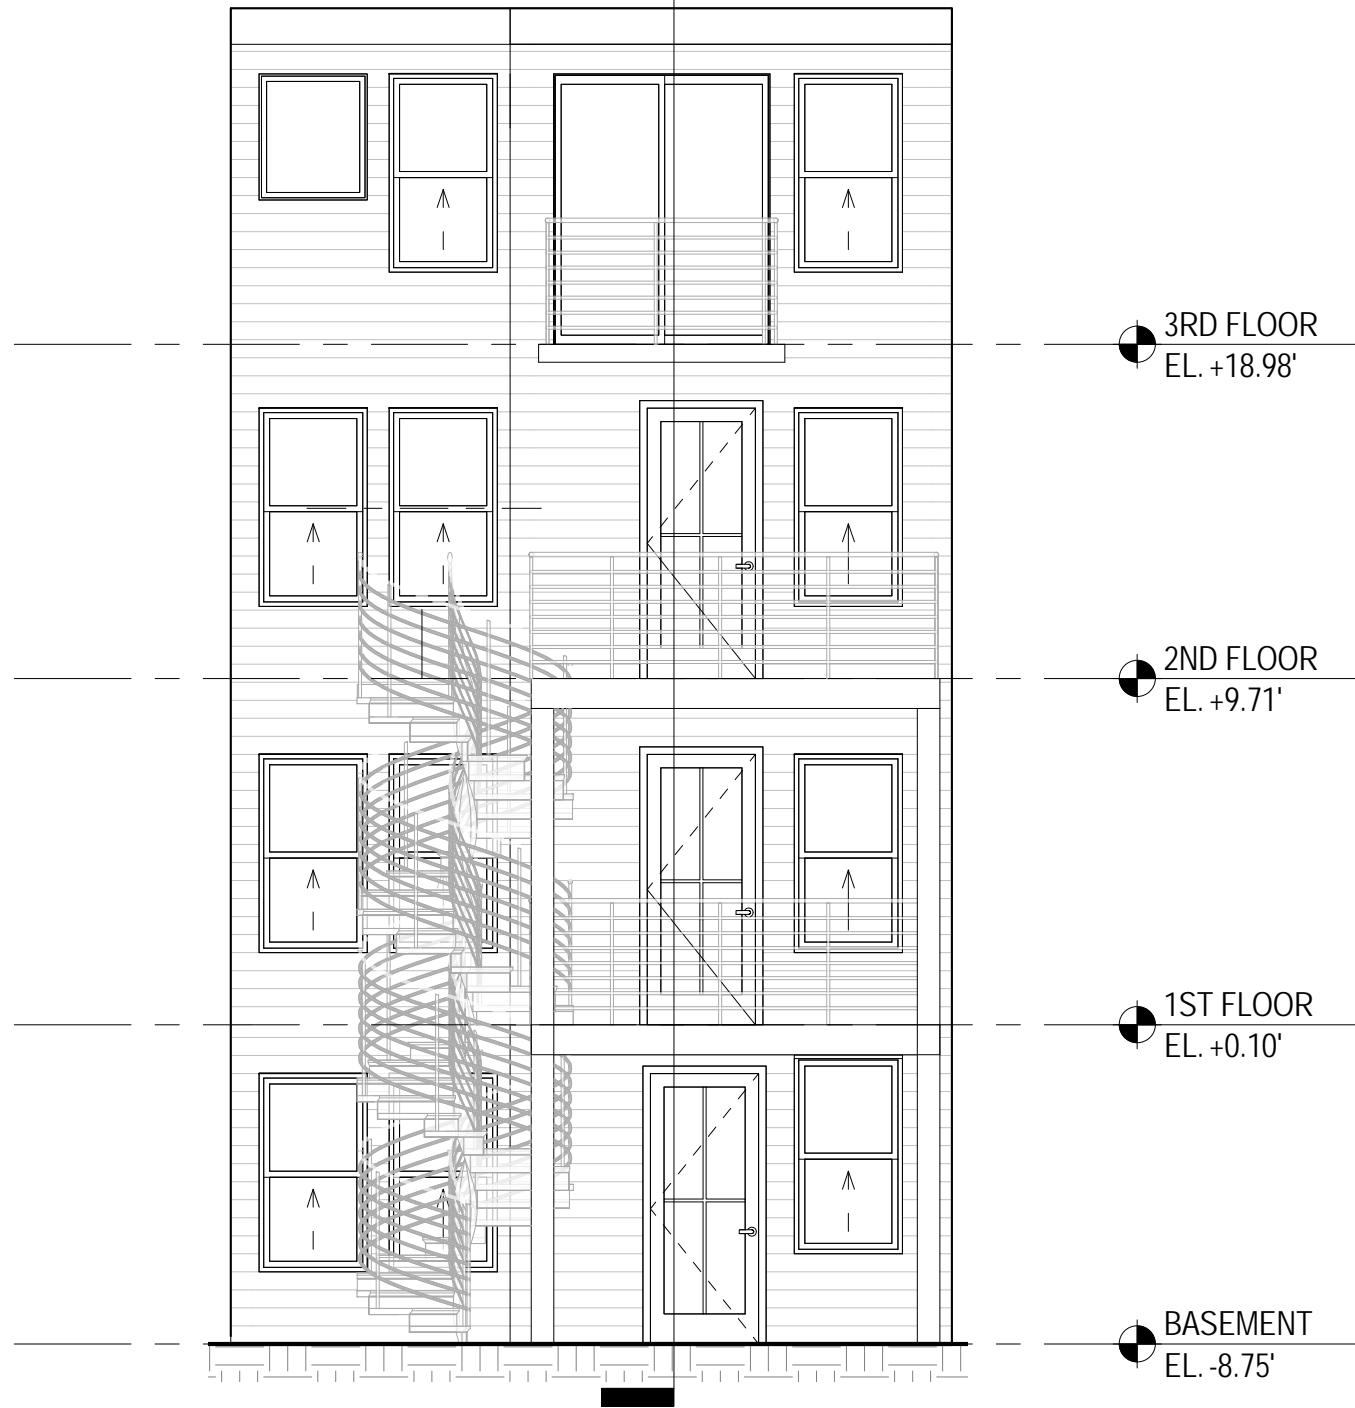 3RD FLOOR
EL. +18.98'
2ND FLOOR
EL. +9.71'
1ST FLOOR
EL. +0.10'
BASEMENT
EL. -8.75'